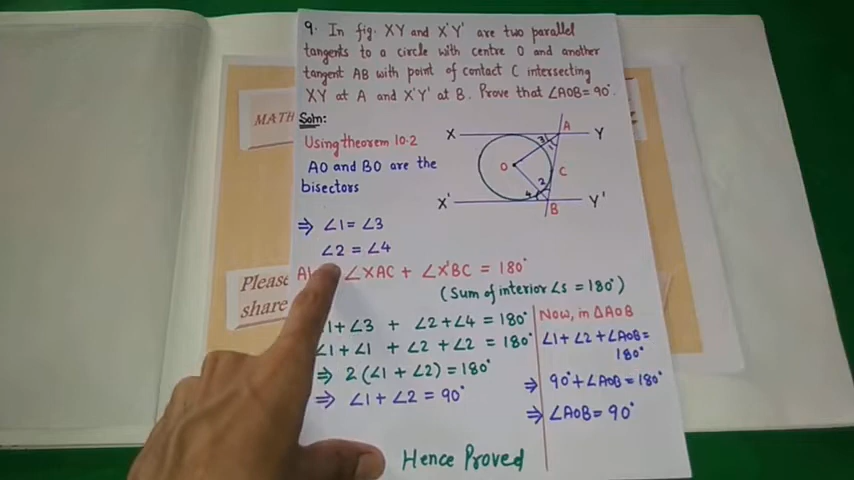 9. In fig. XY and X'Y' are two parallel
tangents to a circle with centre O and another
tangent AB with point of contact C intersecting
XY at A and X'Y' at B. Prove that ∠AOB = 90°.
Soln:
Using theorem 10.2
AO and BO are the
bisectors
X
A
Y
3
1
O
C
2
4
X'
B
Y'
⇒ ∠1 = ∠3
∠2 = ∠4
∠XAC + ∠X'BC = 180°
(Sum of interior ∠s = 180°)
∠1 + ∠3 + ∠2 + ∠4 = 180°
∠1 + ∠1 + ∠2 + ∠2 = 180°
⇒ 2(∠1 + ∠2) = 180°
⇒ ∠1 + ∠2 = 90°
Now, in ΔAOB
∠1 + ∠2 + ∠AOB =
180°
⇒ 90° + ∠AOB = 180°
⇒ ∠AOB = 90°
Hence Proved
MATH
Please
share